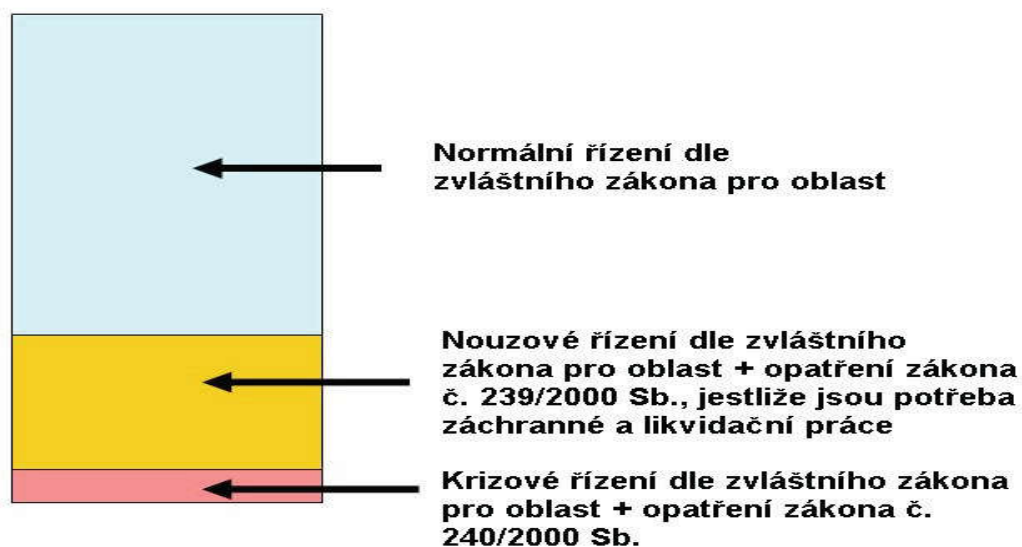 Normální řízení dle
zvláštního zákona pro oblast
Nouzové řízení dle zvláštního
zákona pro oblast + opatření zákona
č. 239/2000 Sb., jestliže jsou potřeba
záchranné a likvidační práce
Krizové řízení dle zvláštního zákona
pro oblast + opatření zákona č.
240/2000 Sb.